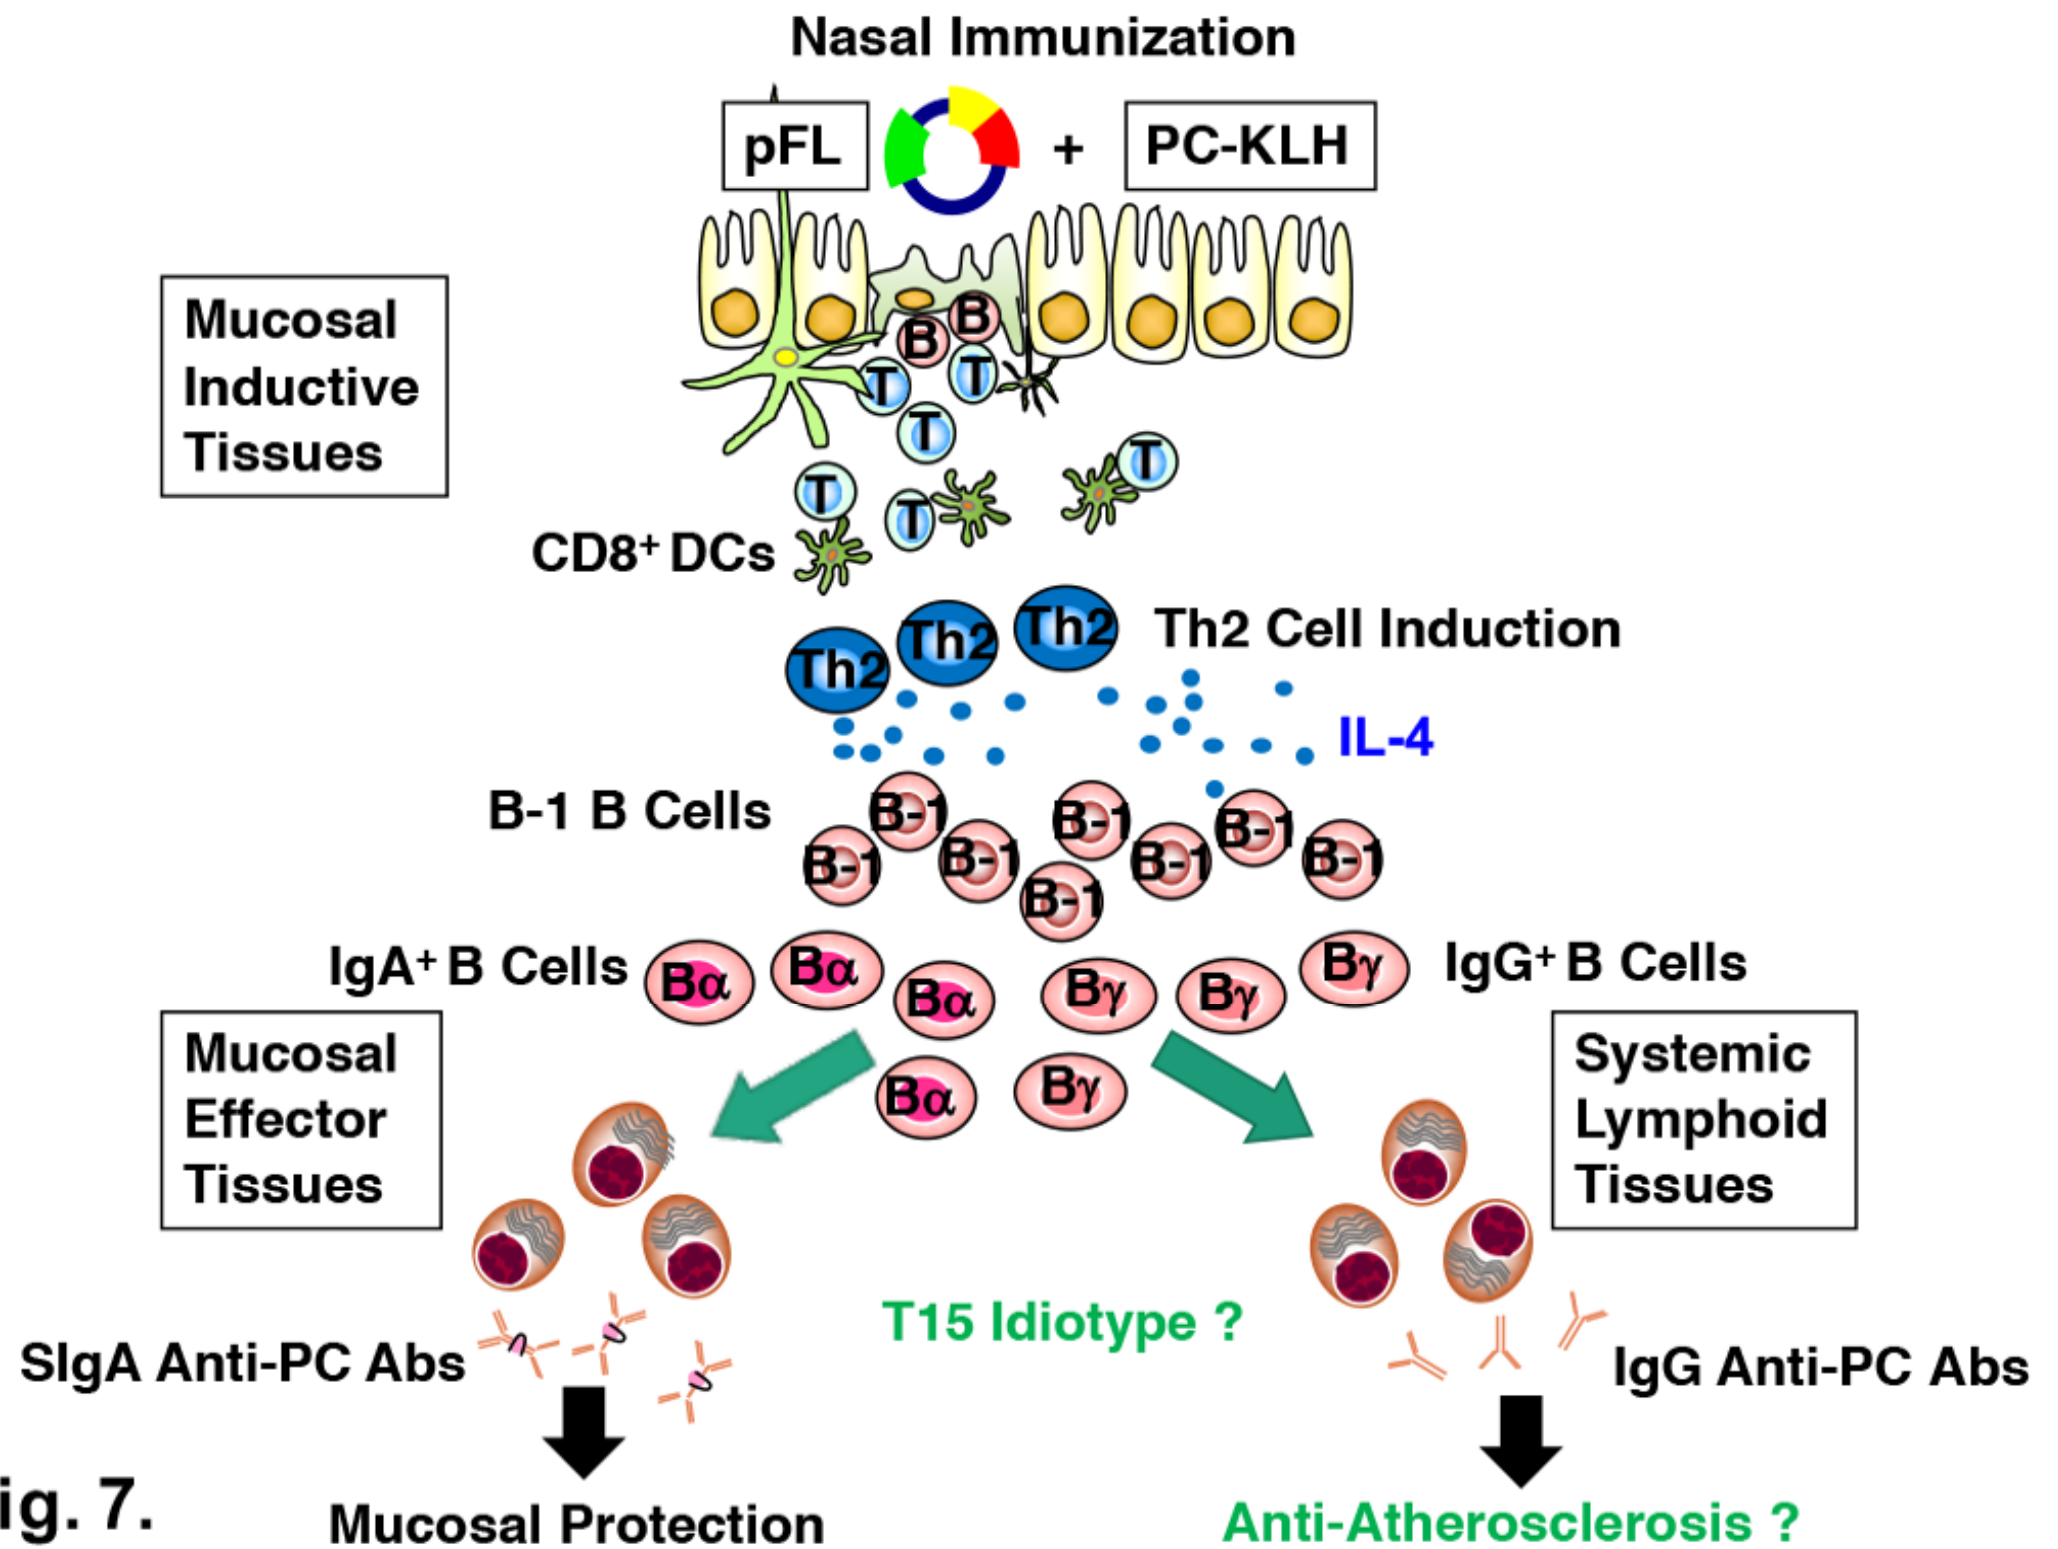 Nasal Immunization
pFL
+
PC-KLH
Mucosal
Inductive
Tissues
B
B
T
T
T
T
T
T
CD8⁺ DCs
Th2
Th2
Th2
Th2 Cell Induction
IL-4
B-1 B Cells
B-1
B-1
B-1
B-1
B-1
B-1
B-1
B-1
IgA⁺ B Cells
Bα
Bα
Bα
Bα
Bγ
Bγ
Bγ
Bγ
IgG⁺ B Cells
Mucosal
Effector
Tissues
Systemic
Lymphoid
Tissues
T15 Idiotype ?
SIgA Anti-PC Abs
IgG Anti-PC Abs
ig. 7.
Mucosal Protection
Anti-Atherosclerosis ?